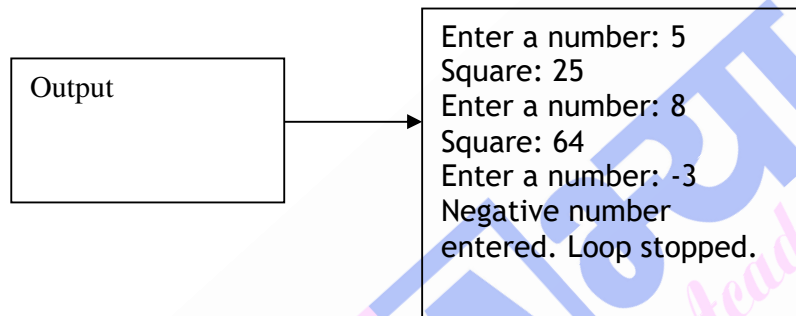 Output
Enter a number: 5
Square: 25
Enter a number: 8
Square: 64
Enter a number: -3
Negative number
entered. Loop stopped.